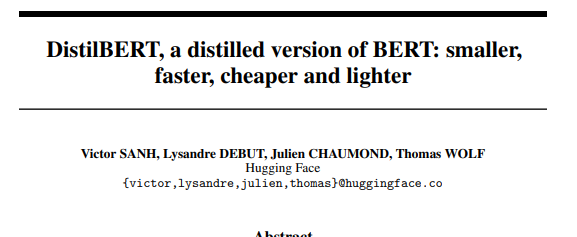 DistilBERT, a distilled version of BERT: smaller,
faster, cheaper and lighter
Victor SANH, Lysandre DEBUT, Julien CHAUMOND, Thomas WOLF
Hugging Face
{victor,lysandre,julien,thomas}@huggingface.co
Abstract